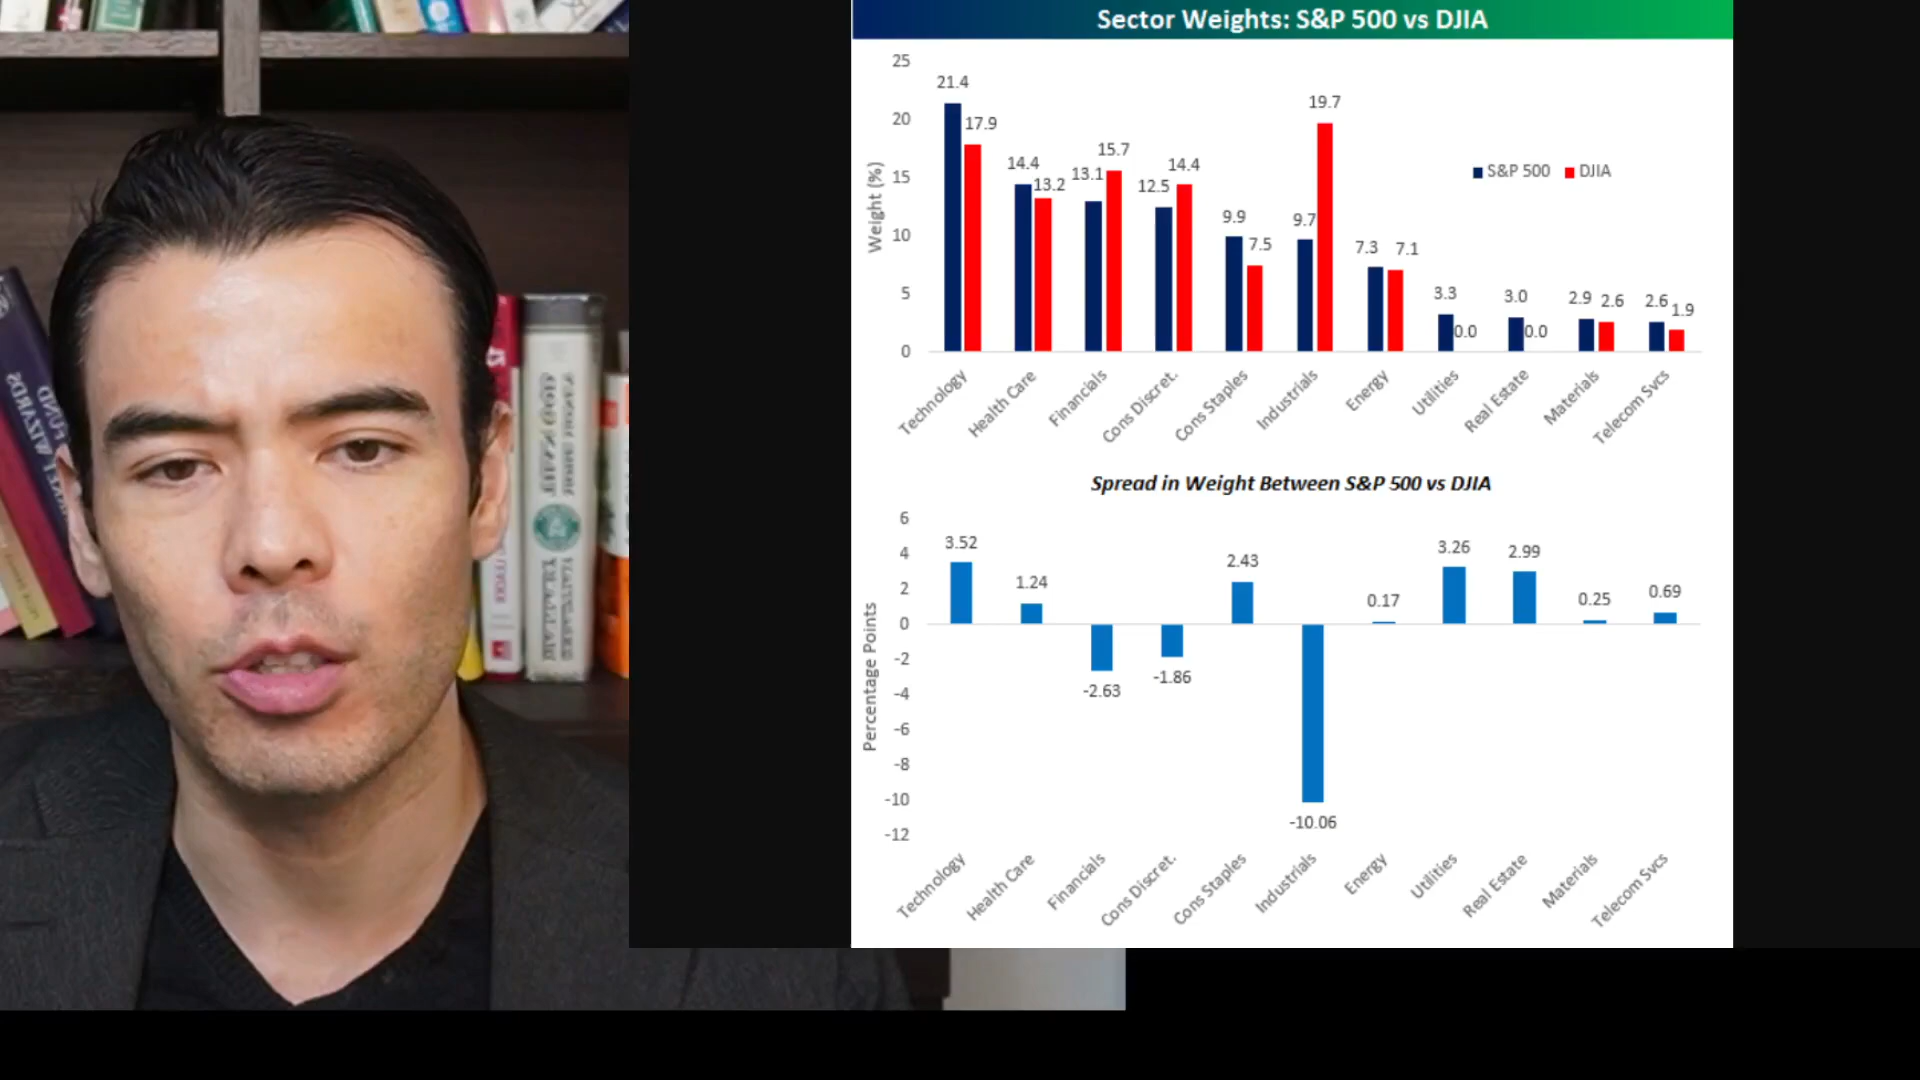 Sector Weights: S&P 500 vs DJIA
25
20
15
10
5
0
Weight (%)
21.4
17.9
14.4
13.2
13.1
15.7
12.5
14.4
9.9
7.5
9.7
19.7
7.3
7.1
3.3
0.0
3.0
0.0
2.9
2.6
2.6
1.9
S&P 500
DJIA
Technology
Health Care
Financials
Cons Discret.
Cons Staples
Industrials
Energy
Utilities
Real Estate
Materials
Telecom Svcs
Spread in Weight Between S&P 500 vs DJIA
6
4
2
0
-2
-4
-6
-8
-10
-12
Percentage Points
3.52
1.24
-2.63
-1.86
2.43
-10.06
0.17
3.26
2.99
0.25
0.69
Technology
Health Care
Financials
Cons Discret.
Cons Staples
Industrials
Energy
Utilities
Real Estate
Materials
Telecom Svcs
FUND
MARKET WIZARDS